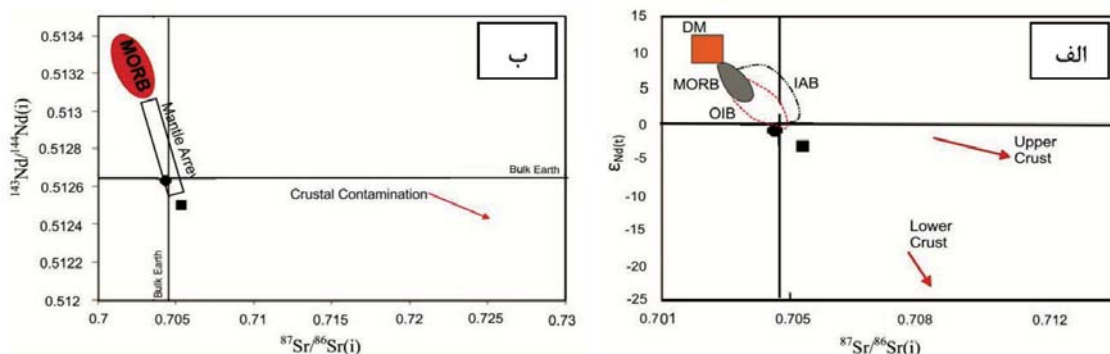 ب
0.5134
0.5132
0.513
0.5128
0.5126
0.5124
0.5122
0.512
¹⁴³Nd/¹⁴⁴Nd(i)
MORB
Mantle Arrey
Bulk Earth
Crustal Contamination
Bulk Earth
0.7
0.705
0.71
0.715
0.72
0.725
0.73
⁸⁷Sr/⁸⁶Sr(i)
الف
15
10
5
0
-5
-10
-15
-20
-25
εNd(t)
DM
MORB
IAB
OIB
Upper
Crust
Lower
Crust
0.701
0.705
0.708
0.712
⁸⁷Sr/⁸⁶Sr(i)